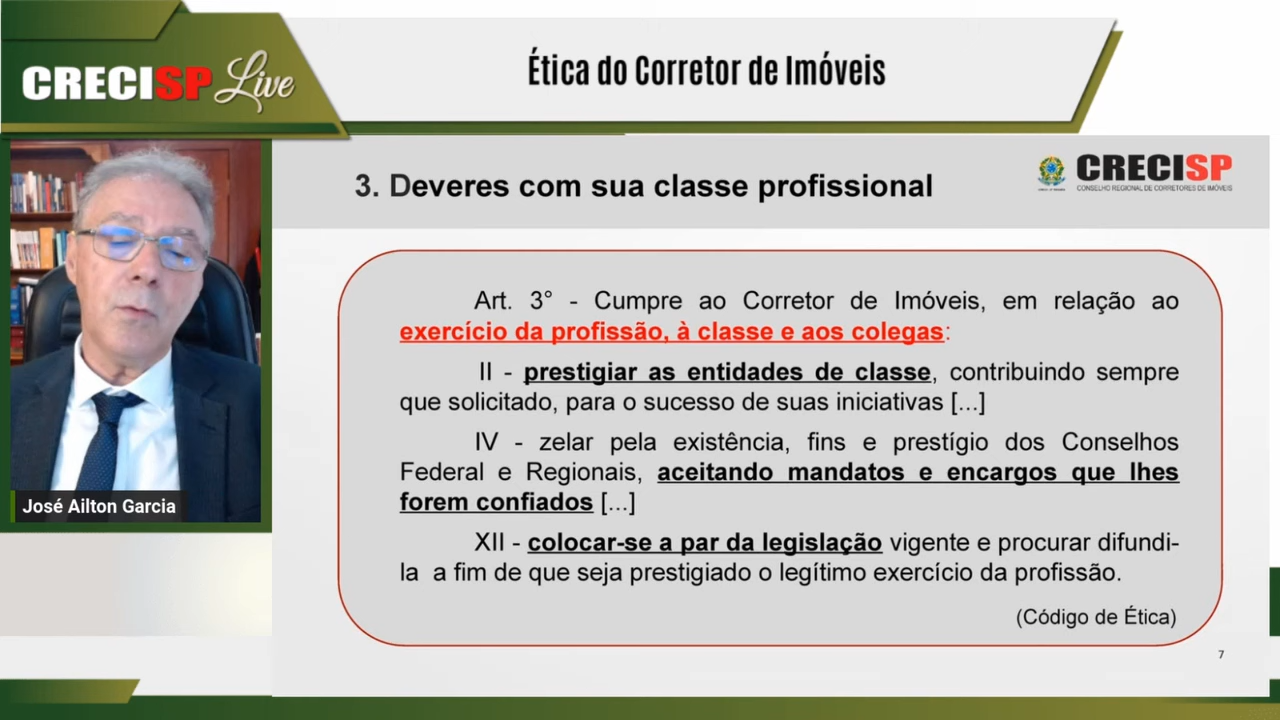 CRECISP Live
Ética do Corretor de Imóveis
3. Deveres com sua classe profissional
CRECISP
CONSELHO REGIONAL DE CORRETORES DE IMÓVEIS
Art. 3° - Cumpre ao Corretor de Imóveis, em relação ao
exercício da profissão, à classe e aos colegas:
II - prestigiar as entidades de classe, contribuindo sempre
que solicitado, para o sucesso de suas iniciativas [...]
IV - zelar pela existência, fins e prestígio dos Conselhos
Federal e Regionais, aceitando mandatos e encargos que lhes
forem confiados [...]
XII - colocar-se a par da legislação vigente e procurar difundi-
la a fim de que seja prestigiado o legítimo exercício da profissão.
(Código de Ética)
7
José Ailton Garcia